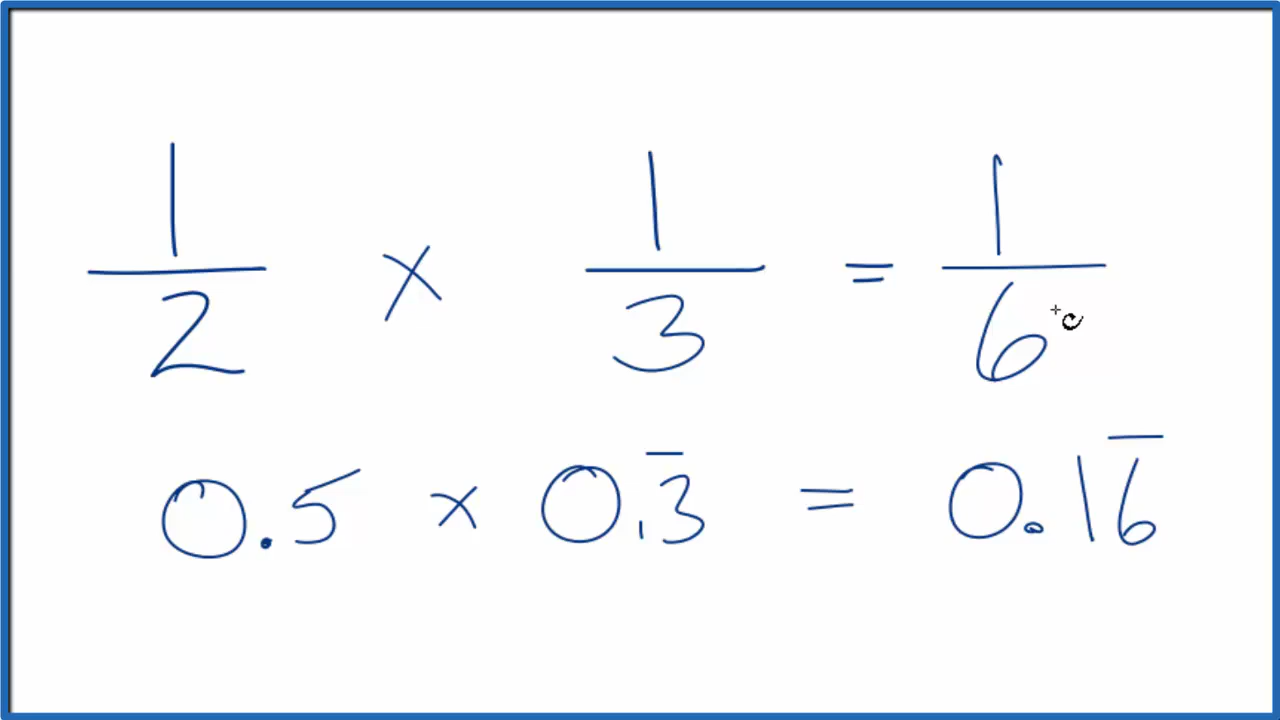 1/2 × 1/3 = 1/6
0.5 × 0.3̅ = 0.16̅